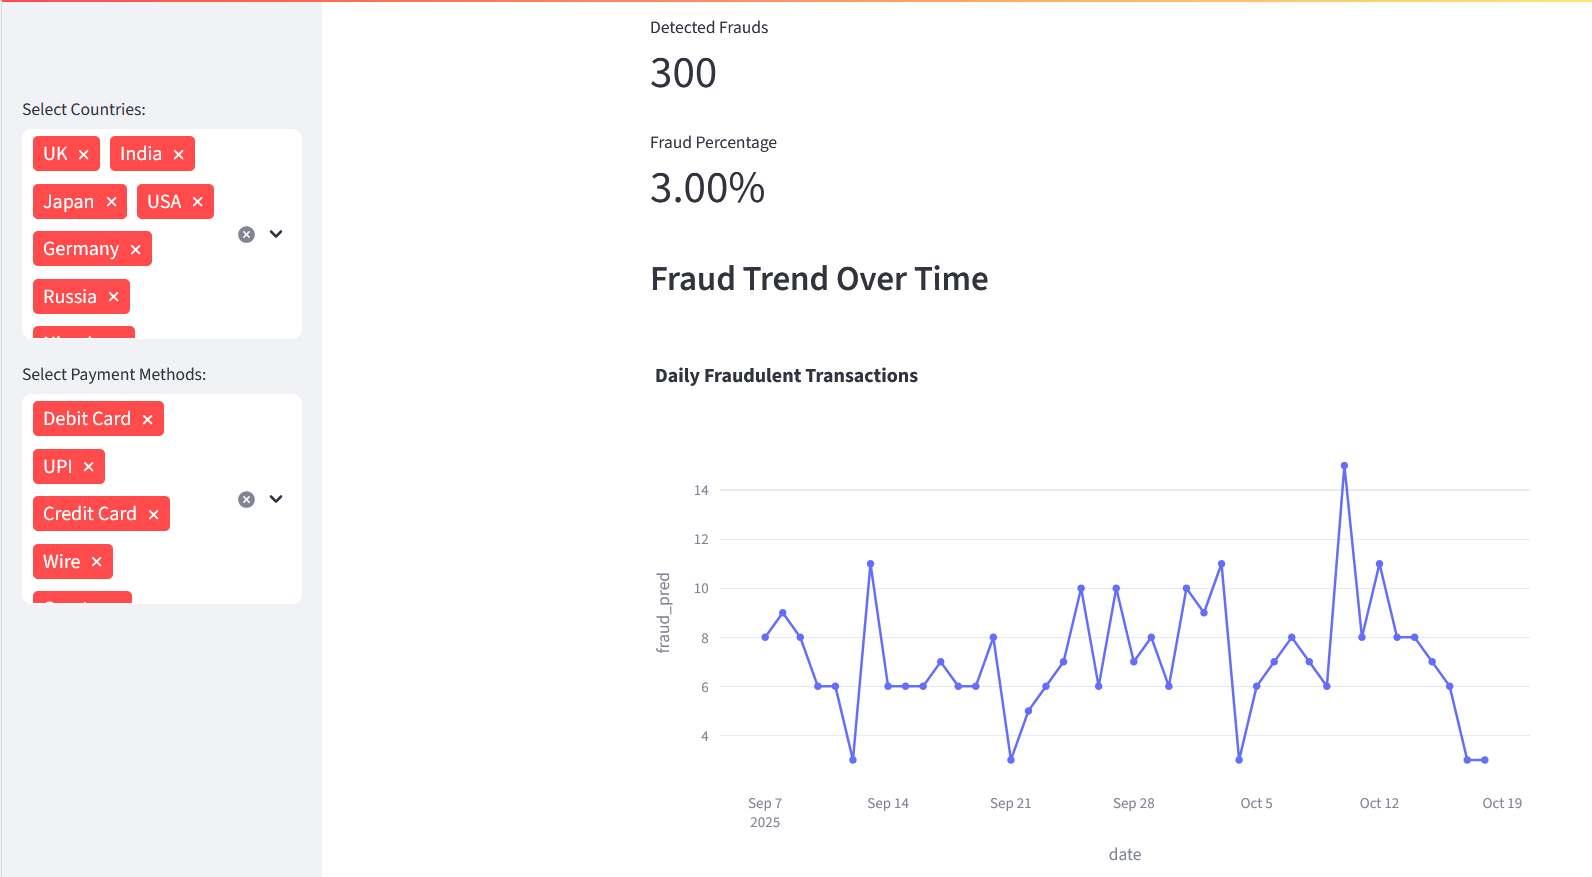 Select Countries:
UK
India
Japan
USA
Germany
Russia
Select Payment Methods:
Debit Card
UPI
Credit Card
Wire
Detected Frauds
300
Fraud Percentage
3.00%
Fraud Trend Over Time
Daily Fraudulent Transactions
fraud_pred
14
12
10
8
6
4
Sep 7
2025
Sep 14
Sep 21
Sep 28
Oct 5
Oct 12
Oct 19
date